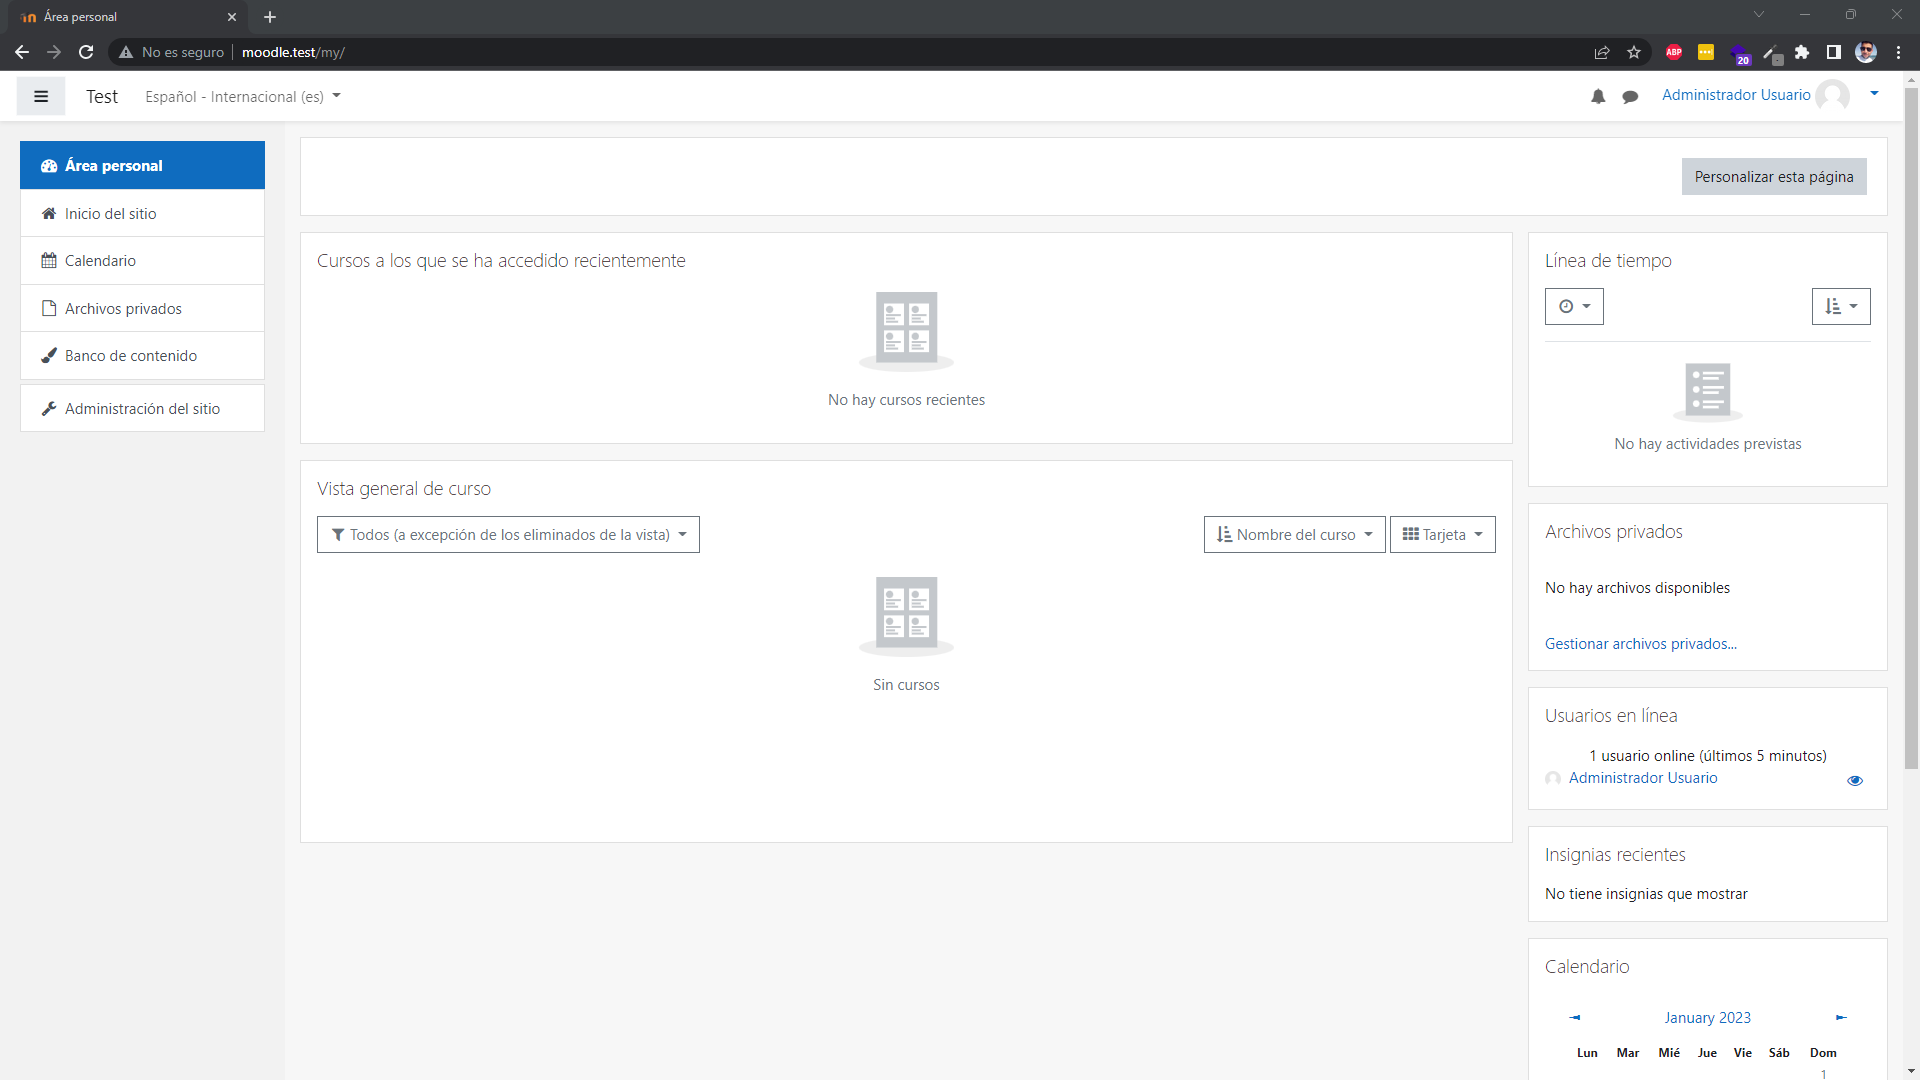 Área personal
No es seguro
moodle.test/my/
ABP
20
Test
Español - Internacional (es)
Administrador Usuario
Área personal
Inicio del sitio
Calendario
Archivos privados
Banco de contenido
Administración del sitio
Personalizar esta página
Cursos a los que se ha accedido recientemente
No hay cursos recientes
Vista general de curso
Todos (a excepción de los eliminados de la vista)
Nombre del curso
Tarjeta
Sin cursos
Línea de tiempo
No hay actividades previstas
Archivos privados
No hay archivos disponibles
Gestionar archivos privados...
Usuarios en línea
1 usuario online (últimos 5 minutos)
Administrador Usuario
Insignias recientes
No tiene insignias que mostrar
Calendario
January 2023
Lun Mar Mié Jue Vie Sáb Dom
1